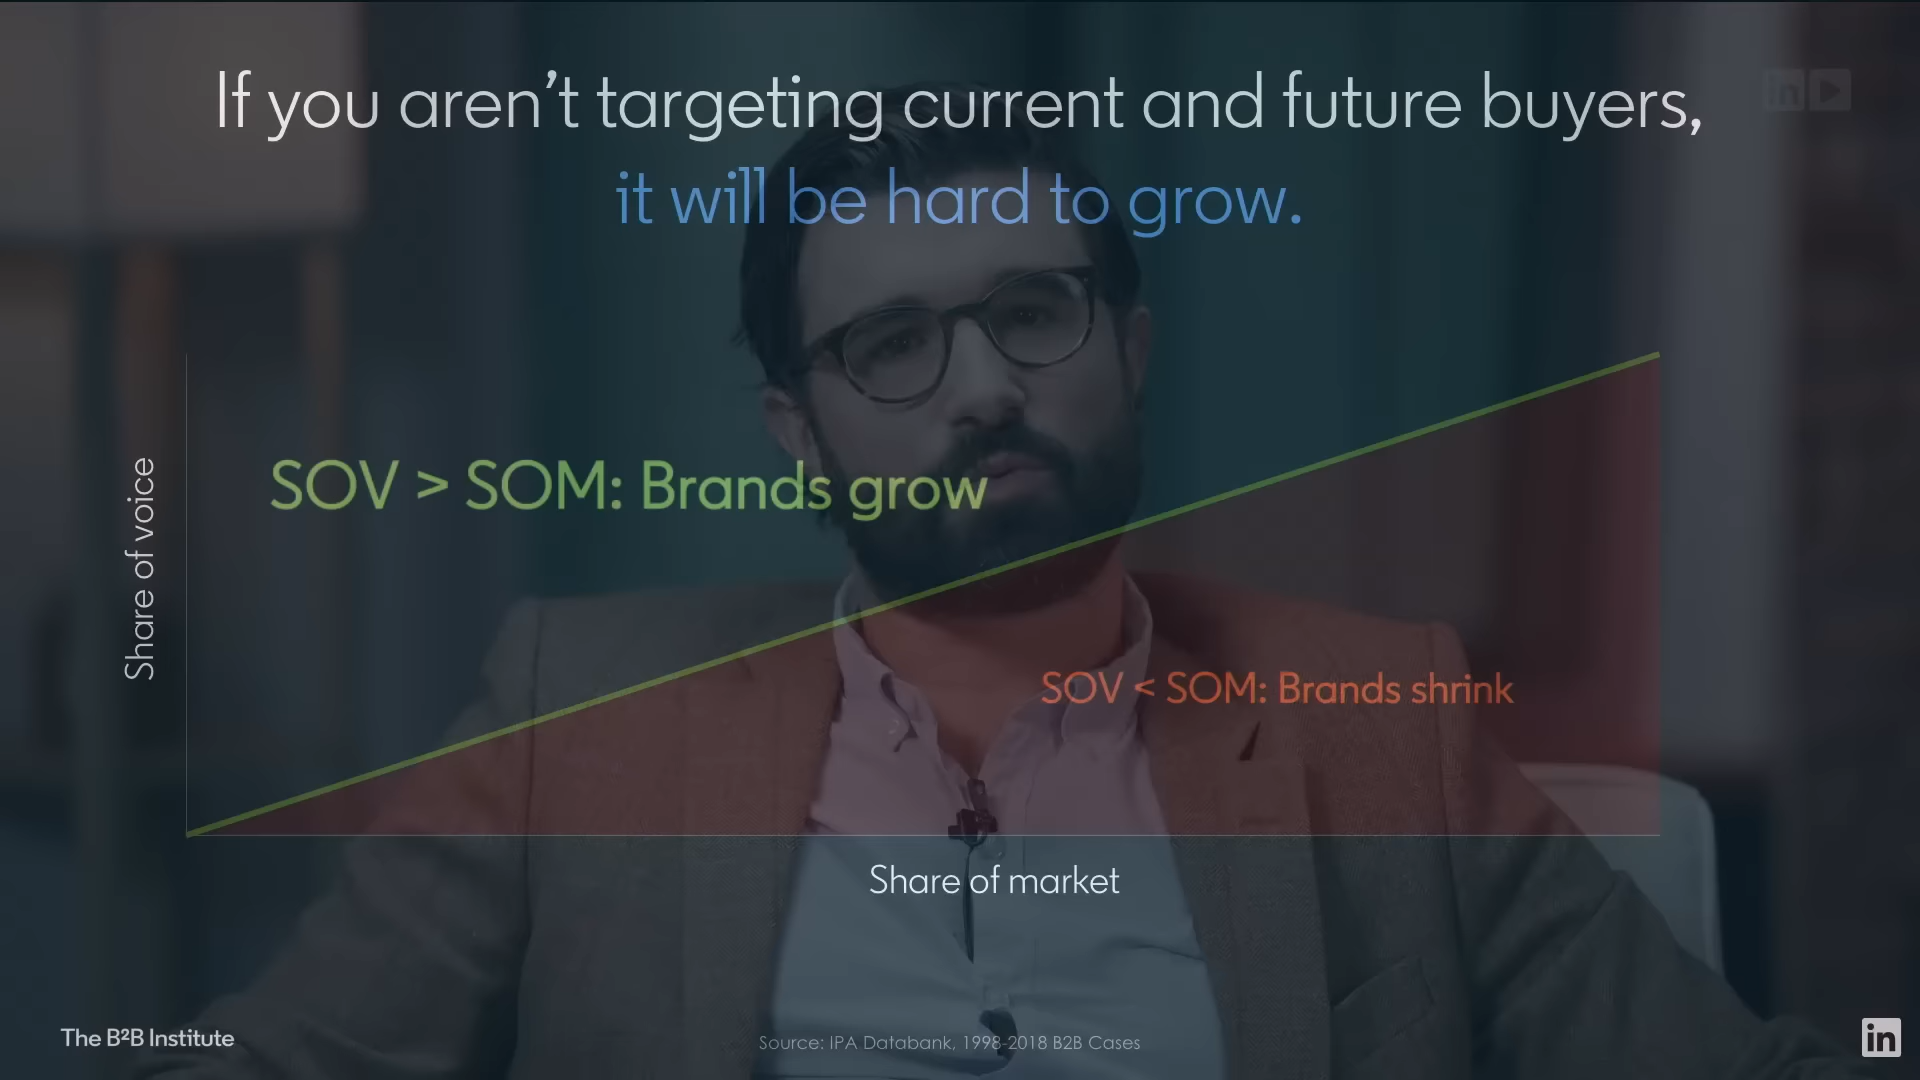 If you aren’t targeting current and future buyers,
it will be hard to grow.
in
SOV > SOM: Brands grow
Share of voice
SOV < SOM: Brands shrink
Share of market
The B²B Institute
Source: IPA Databank, 1998-2018 B2B Cases
in